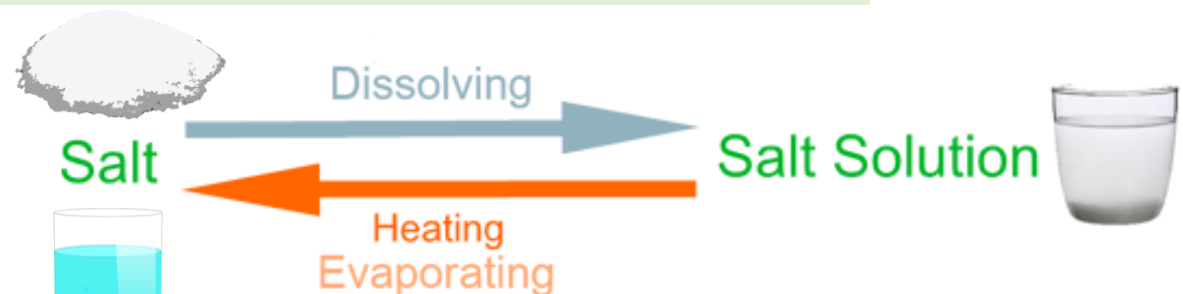 Dissolving
Salt
Salt Solution
Heating
Evaporating